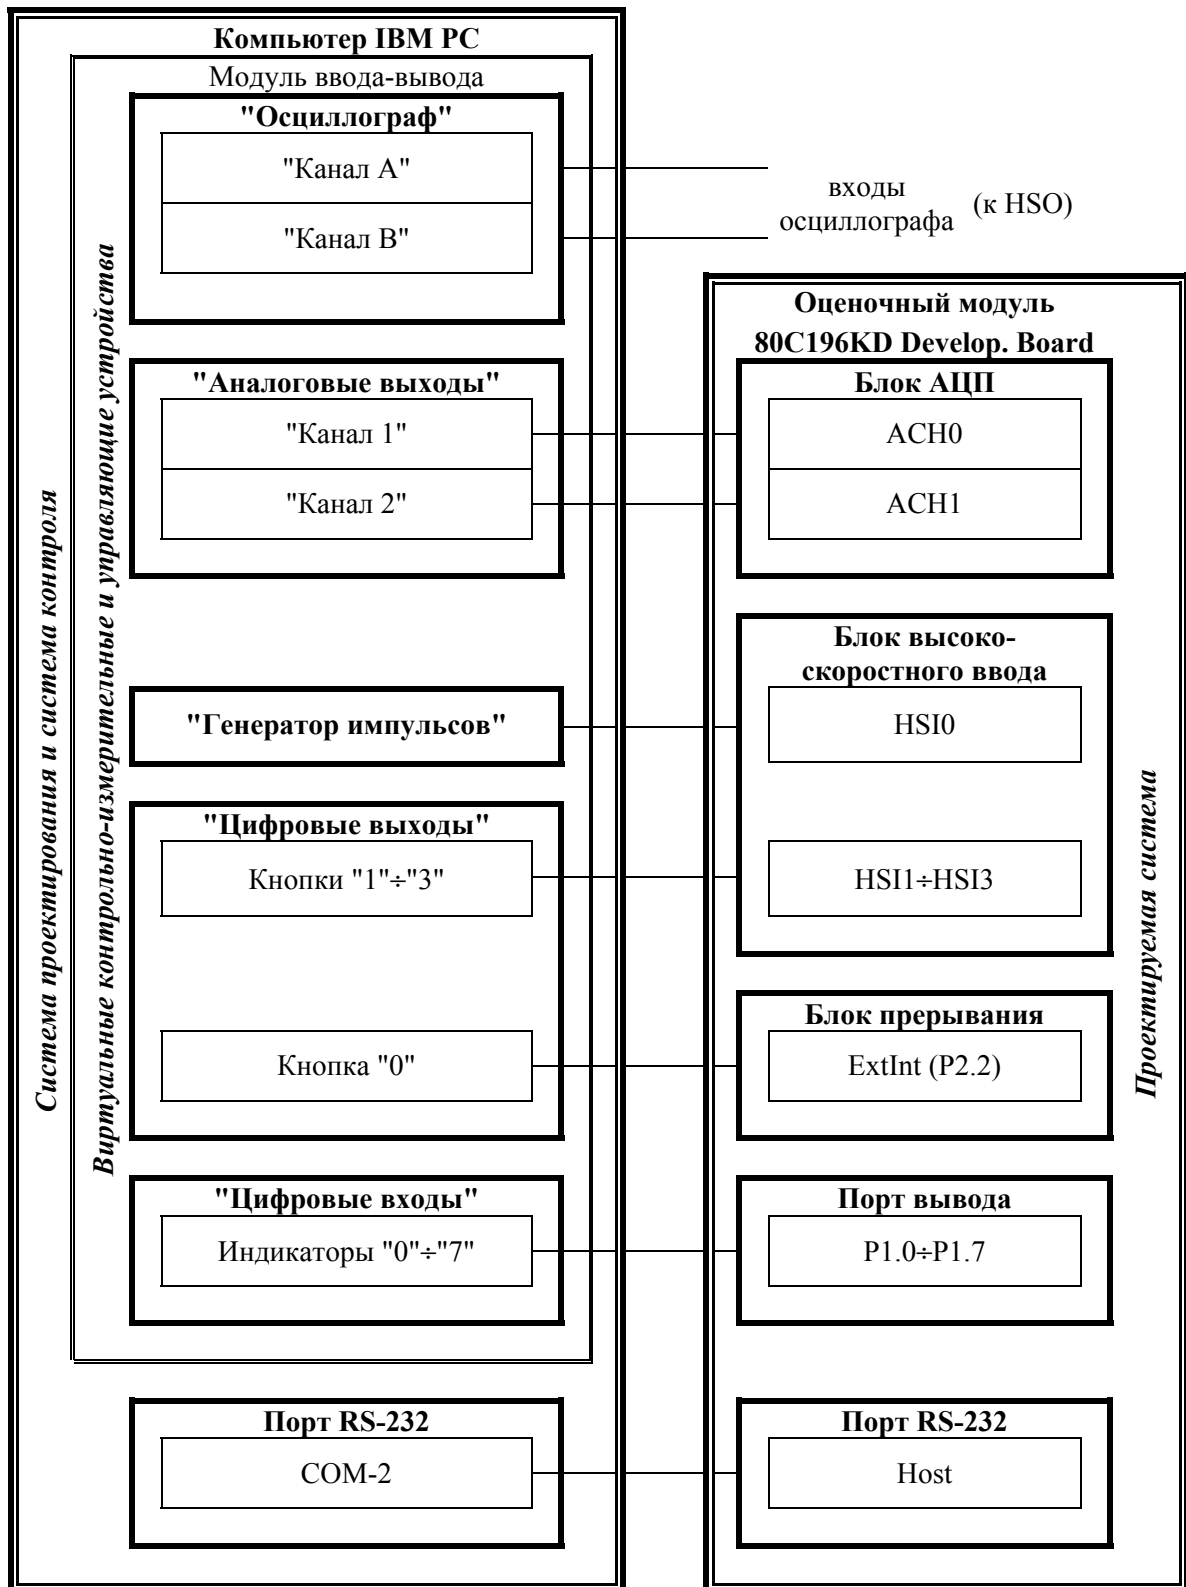 Компьютер IBM PC
Модуль ввода-вывода
"Осциллограф"
"Канал А"
"Канал В"
входы
осциллографа
(к HSO)
"Аналоговые выходы"
"Канал 1"
"Канал 2"
"Генератор импульсов"
"Цифровые выходы"
Кнопки "1"÷"3"
Кнопка "0"
"Цифровые входы"
Индикаторы "0"÷"7"
Порт RS-232
COM-2
Система проектирования и система контроля
Виртуальные контрольно-измерительные и управляющие устройства
Оценочный модуль
80C196KD Develop. Board
Блок АЦП
ACH0
ACH1
Блок высоко-
скоростного ввода
HSI0
HSI1÷HSI3
Блок прерывания
ExtInt (P2.2)
Порт вывода
P1.0÷P1.7
Порт RS-232
Host
Проектируемая система